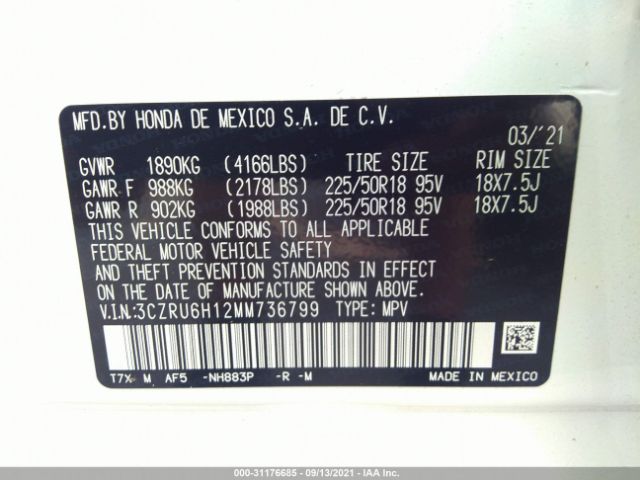 MFD.BY HONDA DE MEXICO S.A. DE C.V.
03/'21
GVWR 1890KG (4166LBS) TIRE SIZE RIM SIZE
GAWR F 988KG (2178LBS) 225/50R18 95V 18X7.5J
GAWR R 902KG (1988LBS) 225/50R18 95V 18X7.5J
THIS VEHICLE CONFORMS TO ALL APPLICABLE
FEDERAL MOTOR VEHICLE SAFETY
AND THEFT PREVENTION STANDARDS IN EFFECT
ON THE DATE OF MANUFACTURE SHOWN ABOVE.
V.I.N.:3CZRU6H12MM736799 TYPE: MPV
T7X M AF5 -NH883P -R -M MADE IN MEXICO
000-31176685 - 09/13/2021 - IAA Inc.